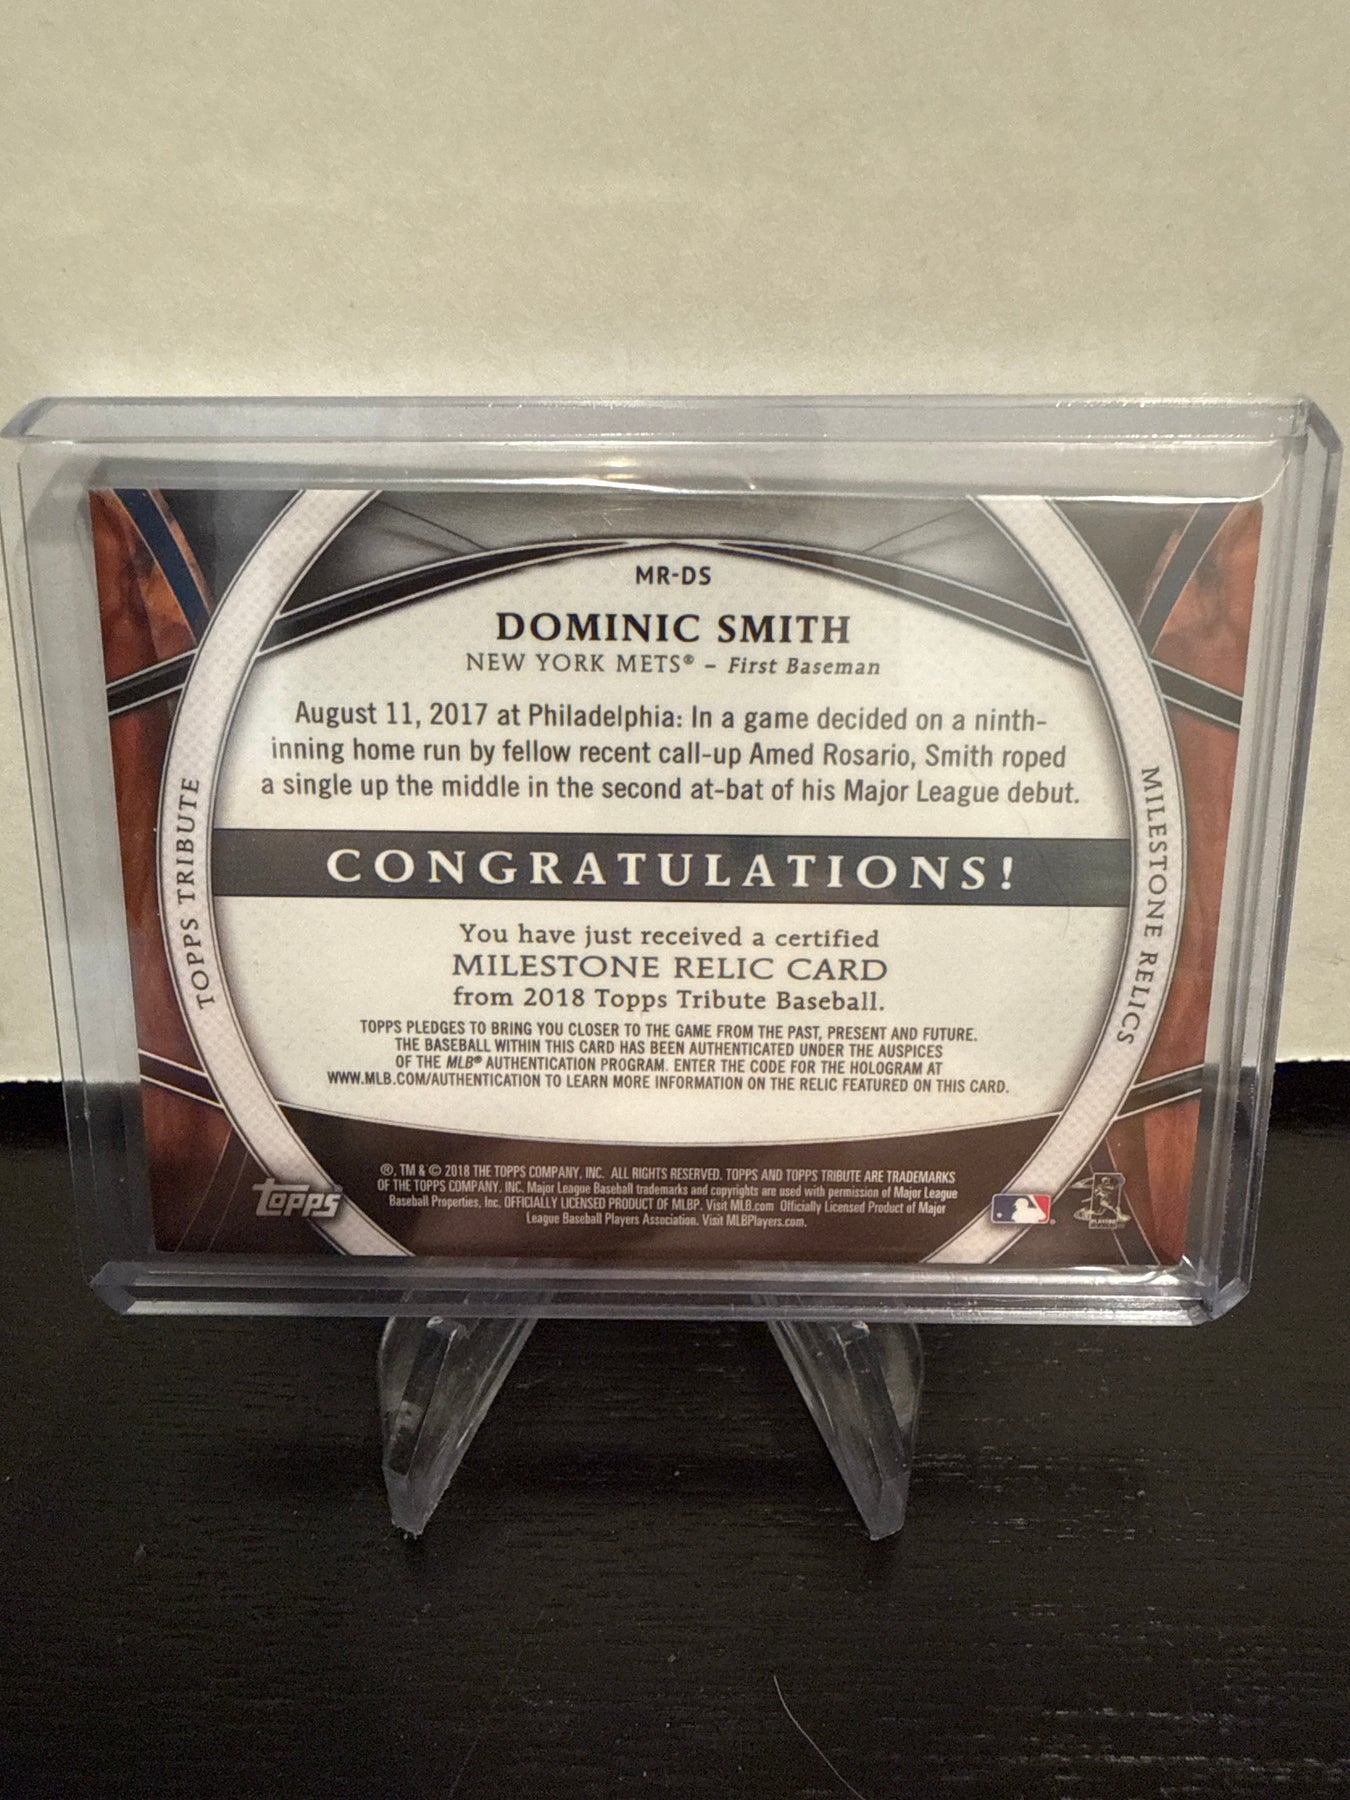 MR-DS
DOMINIC SMITH
NEW YORK METS® – First Baseman
August 11, 2017 at Philadelphia: In a game decided on a ninth-
inning home run by fellow recent call-up Amed Rosario, Smith roped
a single up the middle in the second at-bat of his Major League debut.
TOPPS TRIBUTE
MILESTONE RELICS
CONGRATULATIONS!
You have just received a certified
MILESTONE RELIC CARD
from 2018 Topps Tribute Baseball.
TOPPS PLEDGES TO BRING YOU CLOSER TO THE GAME FROM THE PAST, PRESENT AND FUTURE.
THE BASEBALL WITHIN THIS CARD HAS BEEN AUTHENTICATED UNDER THE AUSPICES
OF THE MLB® AUTHENTICATION PROGRAM. ENTER THE CODE FOR THE HOLOGRAM AT
WWW.MLB.COM/AUTHENTICATION TO LEARN MORE INFORMATION ON THE RELIC FEATURED ON THIS CARD.
®, TM & © 2018 THE TOPPS COMPANY, INC. ALL RIGHTS RESERVED. TOPPS AND TOPPS TRIBUTE ARE TRADEMARKS
OF THE TOPPS COMPANY, INC. Major League Baseball trademarks and copyrights are used with permission of Major League
Baseball Properties, Inc. OFFICIALLY LICENSED PRODUCT OF MLBP. Visit MLB.com Officially Licensed Product of Major
League Baseball Players Association. Visit MLBPlayers.com.
topps